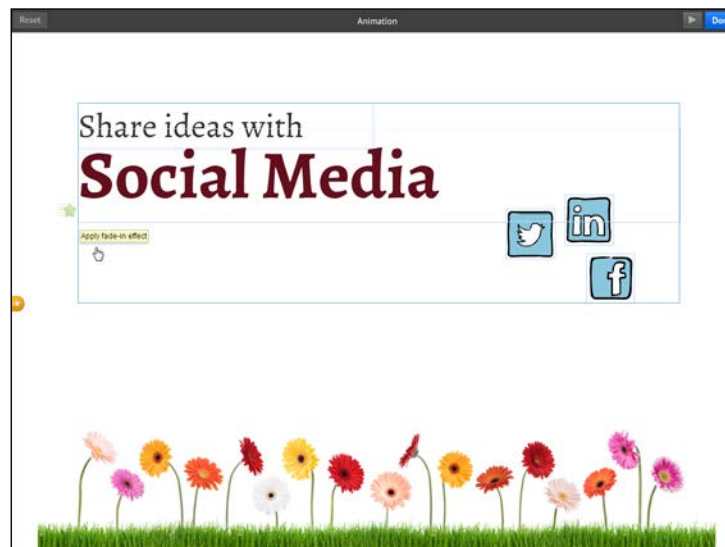 Reset
Animation
Share ideas with
Social Media
Apply fade-in effect
in
f